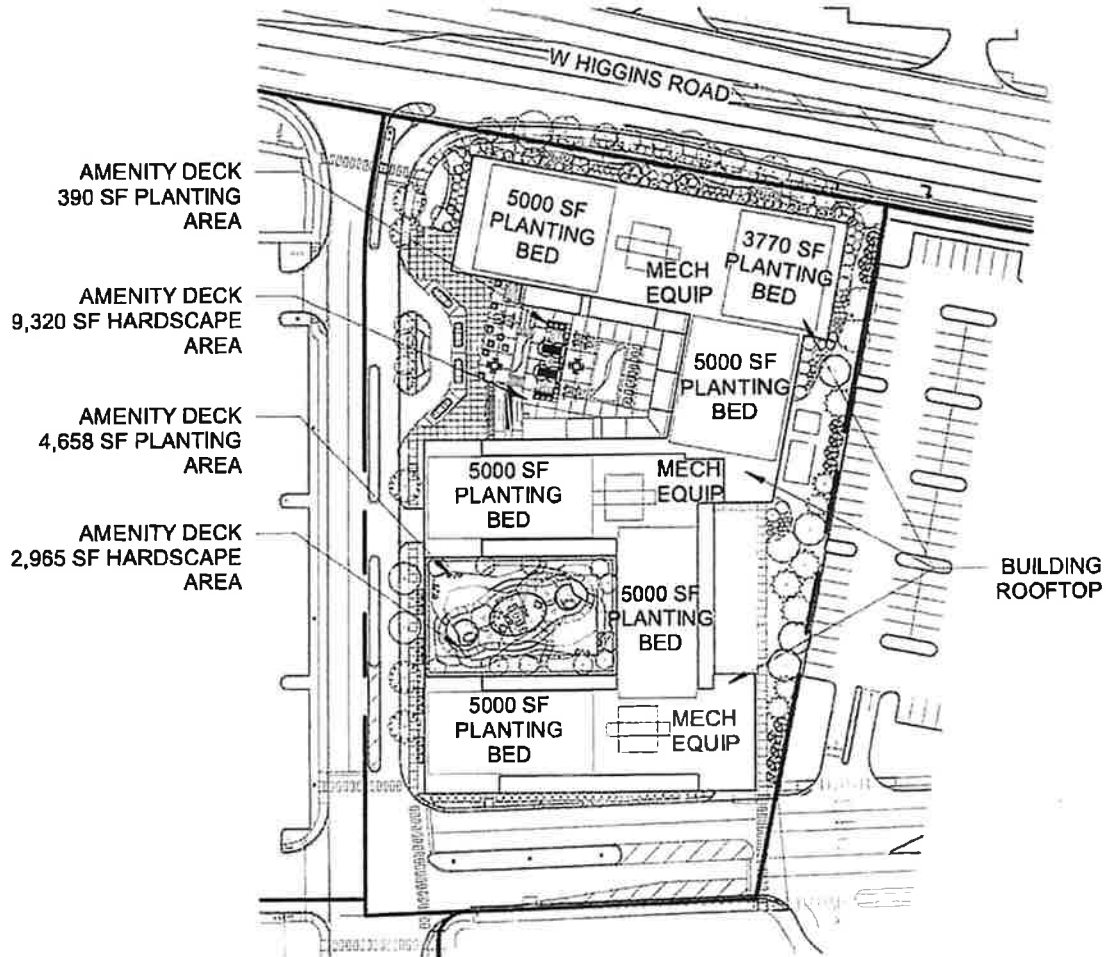 W HIGGINS ROAD
AMENITY DECK
390 SF PLANTING
AREA
AMENITY DECK
9,320 SF HARDSCAPE
AREA
AMENITY DECK
4,658 SF PLANTING
AREA
AMENITY DECK
2,965 SF HARDSCAPE
AREA
5000 SF
PLANTING
BED
MECH
EQUIP
3770 SF
PLANTING
BED
5000 SF
PLANTING
BED
5000 SF
PLANTING
BED
MECH
EQUIP
5000 SF
PLANTING
BED
5000 SF
PLANTING
BED
MECH
EQUIP
BUILDING
ROOFTOP